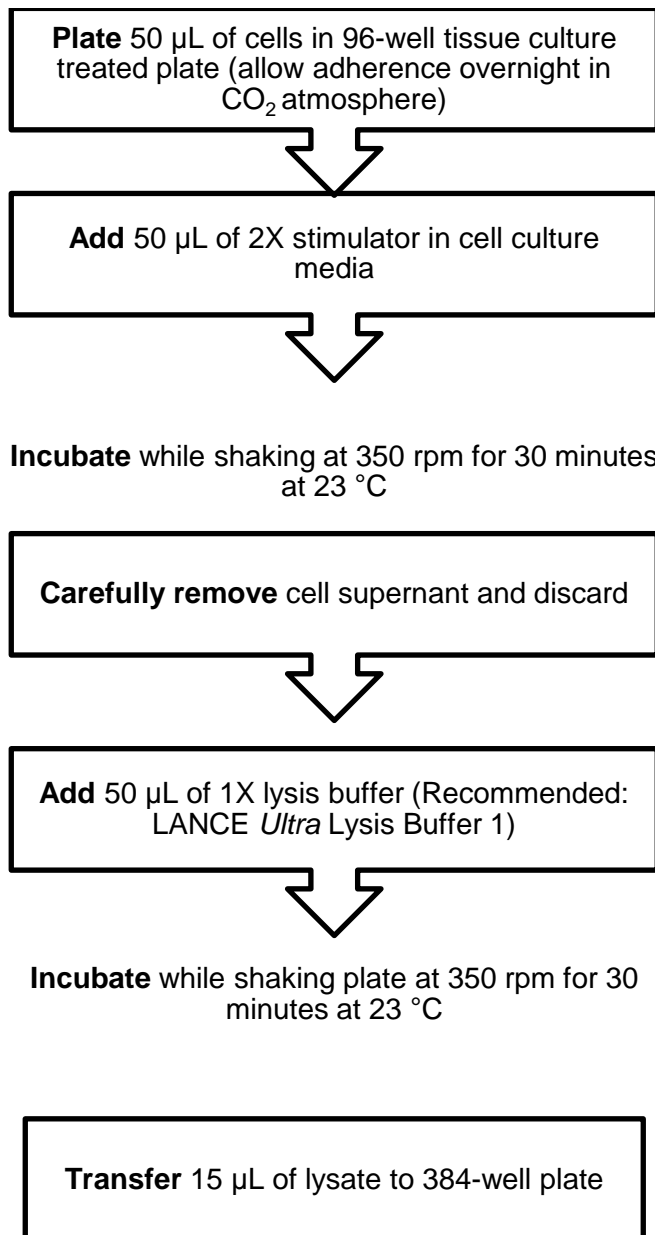 Plate 50 µL of cells in 96-well tissue culture
treated plate (allow adherence overnight in
CO₂ atmosphere)
Add 50 µL of 2X stimulator in cell culture
media
Incubate while shaking at 350 rpm for 30 minutes
at 23 °C
Carefully remove cell supernant and discard
Add 50 µL of 1X lysis buffer (Recommended:
LANCE Ultra Lysis Buffer 1)
Incubate while shaking plate at 350 rpm for 30
minutes at 23 °C
Transfer 15 µL of lysate to 384-well plate